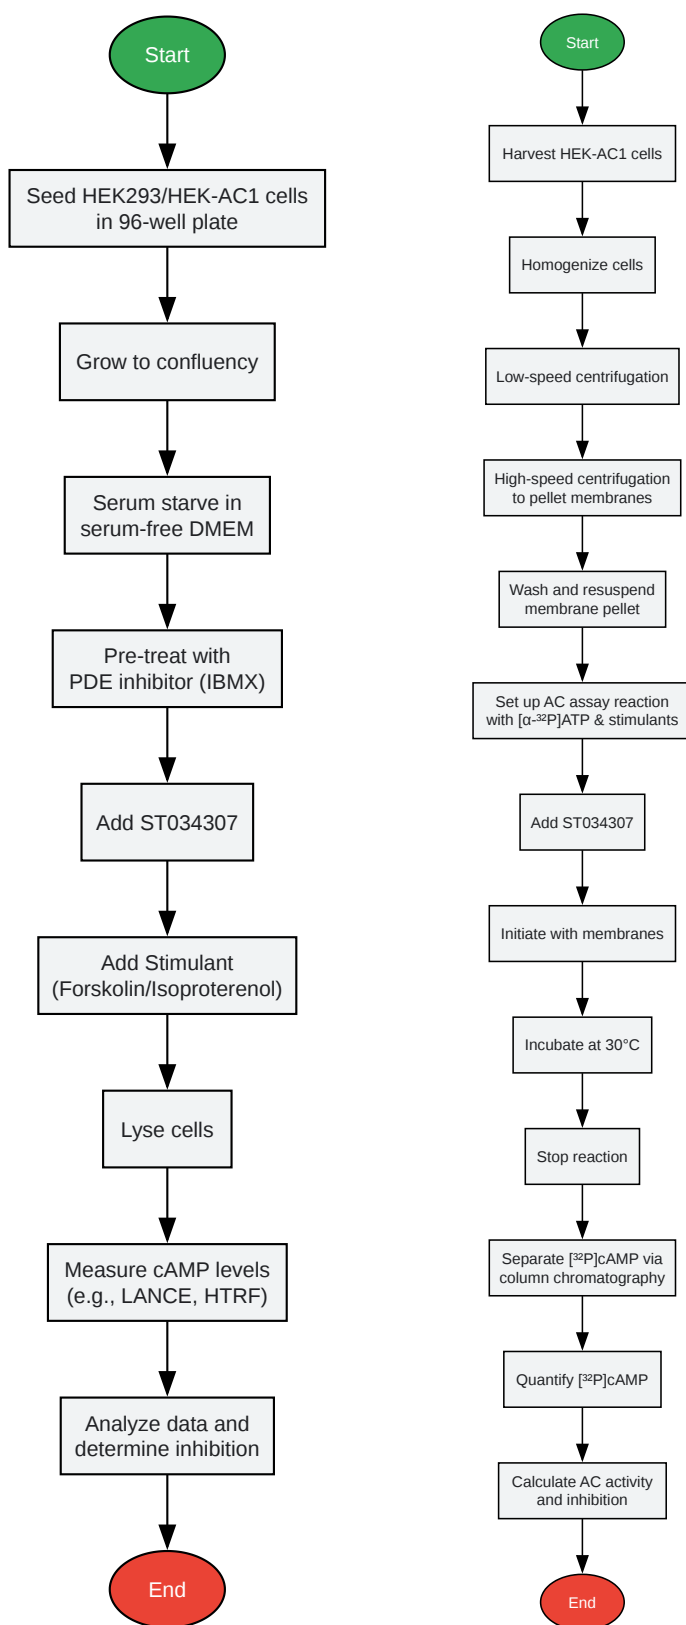 Start
Seed HEK293/HEK-AC1 cells
in 96-well plate
Grow to confluency
Serum starve in
serum-free DMEM
Pre-treat with
PDE inhibitor (IBMX)
Add ST034307
Add Stimulant
(Forskolin/Isoproterenol)
Lyse cells
Measure cAMP levels
(e.g., LANCE, HTRF)
Analyze data and
determine inhibition
End
Start
Harvest HEK-AC1 cells
Homogenize cells
Low-speed centrifugation
High-speed centrifugation
to pellet membranes
Wash and resuspend
membrane pellet
Set up AC assay reaction
with [α-³²P]ATP & stimulants
Add ST034307
Initiate with membranes
Incubate at 30°C
Stop reaction
Separate [³²P]cAMP via
column chromatography
Quantify [³²P]cAMP
Calculate AC activity
and inhibition
End